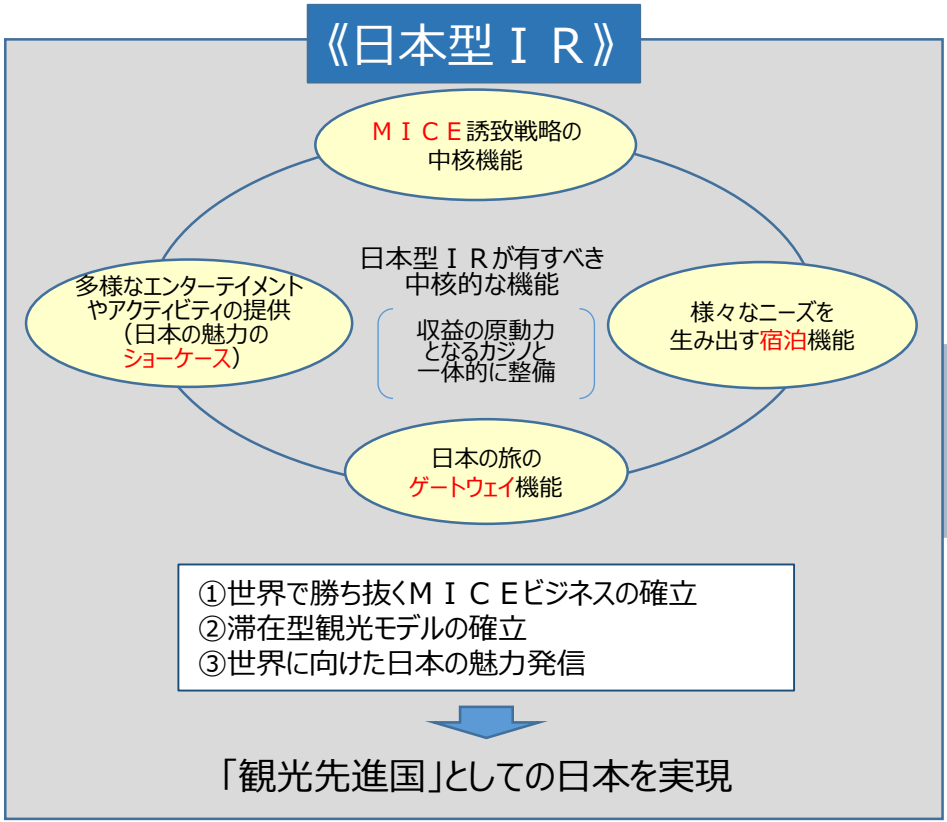 《日本型ＩＲ》
ＭＩＣＥ誘致戦略の
中核機能
日本型ＩＲが有すべき
中核的な機能
収益の原動力
となるカジノと
一体的に整備
多様なエンターテイメント
やアクティビティの提供
（日本の魅力の
ショーケース）
様々なニーズを
生み出す宿泊機能
日本の旅の
ゲートウェイ機能
①世界で勝ち抜くＭＩＣＥビジネスの確立
②滞在型観光モデルの確立
③世界に向けた日本の魅力発信
「観光先進国」としての日本を実現